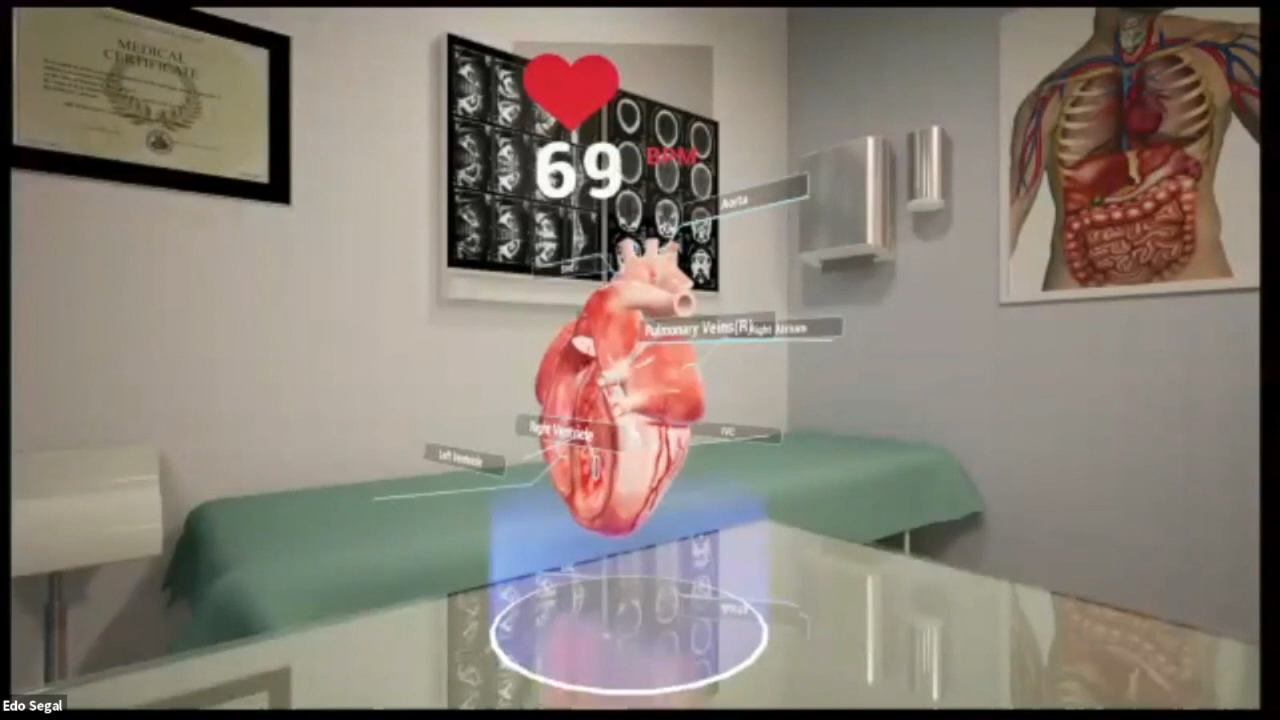 MEDICAL
CERTIFICATE
69 BPM
Aorta
Pulmonary Veins(R)
Right Atrium
Right Ventricle
Left Ventricle
IVC
Edo Segal